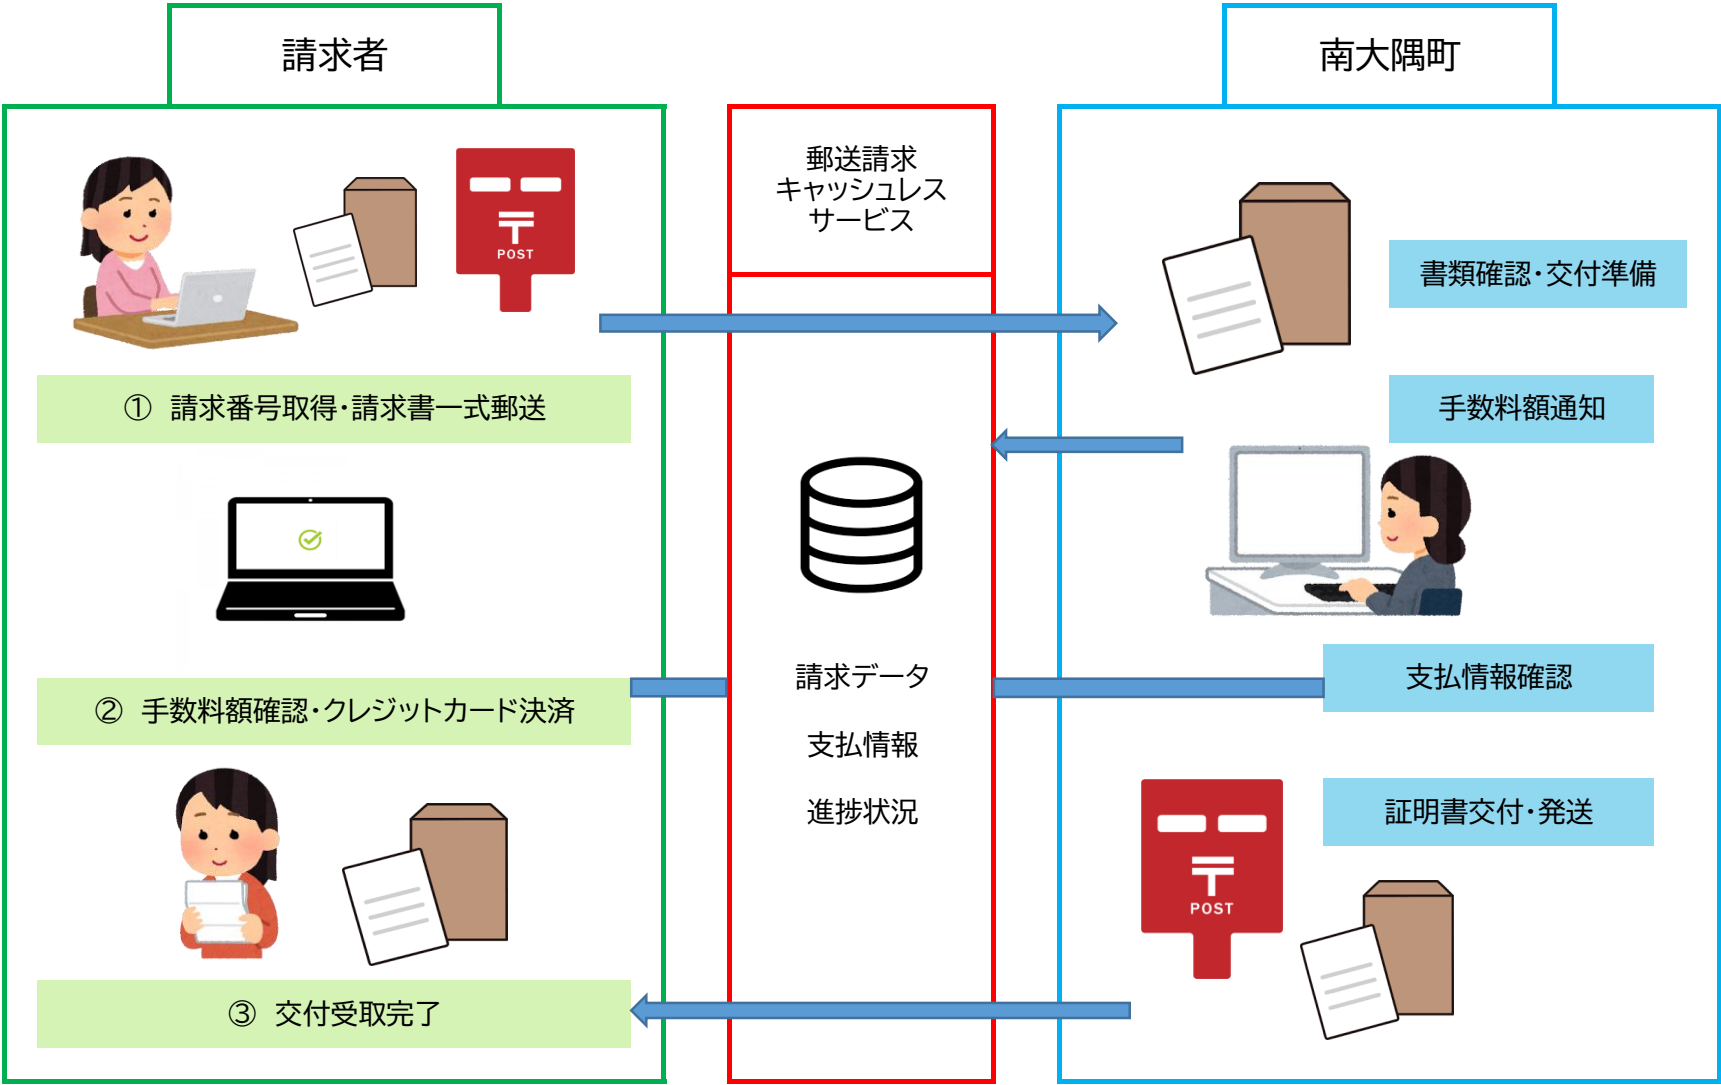 請求者
南大隅町
郵送請求
キャッシュレス
サービス
POST
① 請求番号取得・請求書一式郵送
書類確認・交付準備
手数料額通知
② 手数料額確認・クレジットカード決済
請求データ
支払情報
進捗状況
支払情報確認
証明書交付・発送
POST
③ 交付受取完了